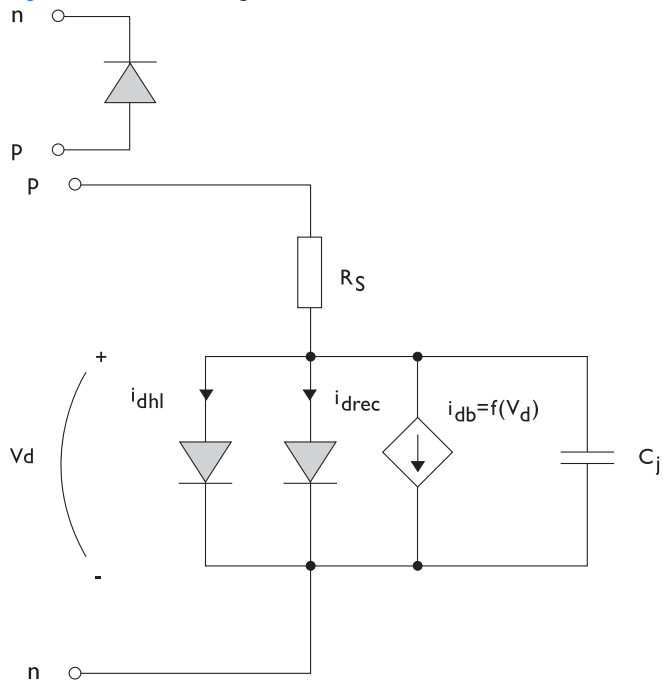 n
p
p
R_S
+
i_dhl
i_drec
i_db=f(V_d)
Vd
C_j
-
n